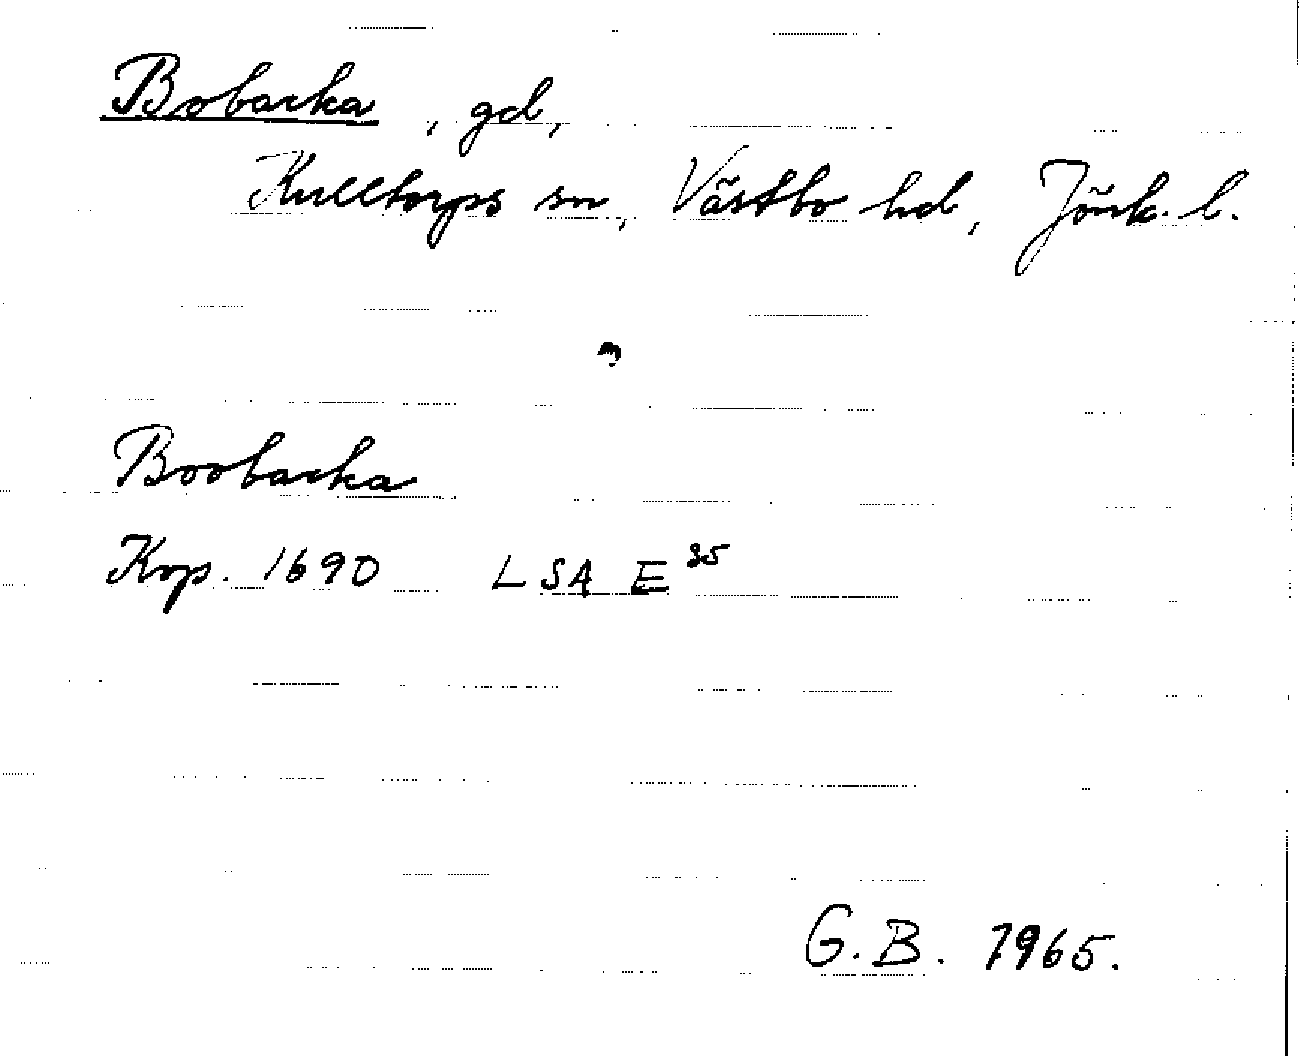 Bobacka, gd,
Kulltorps sn, Västbo hd, Jönk. l.
Boobacka
Kop. 1690 LSA E 35
G.B. 1965.